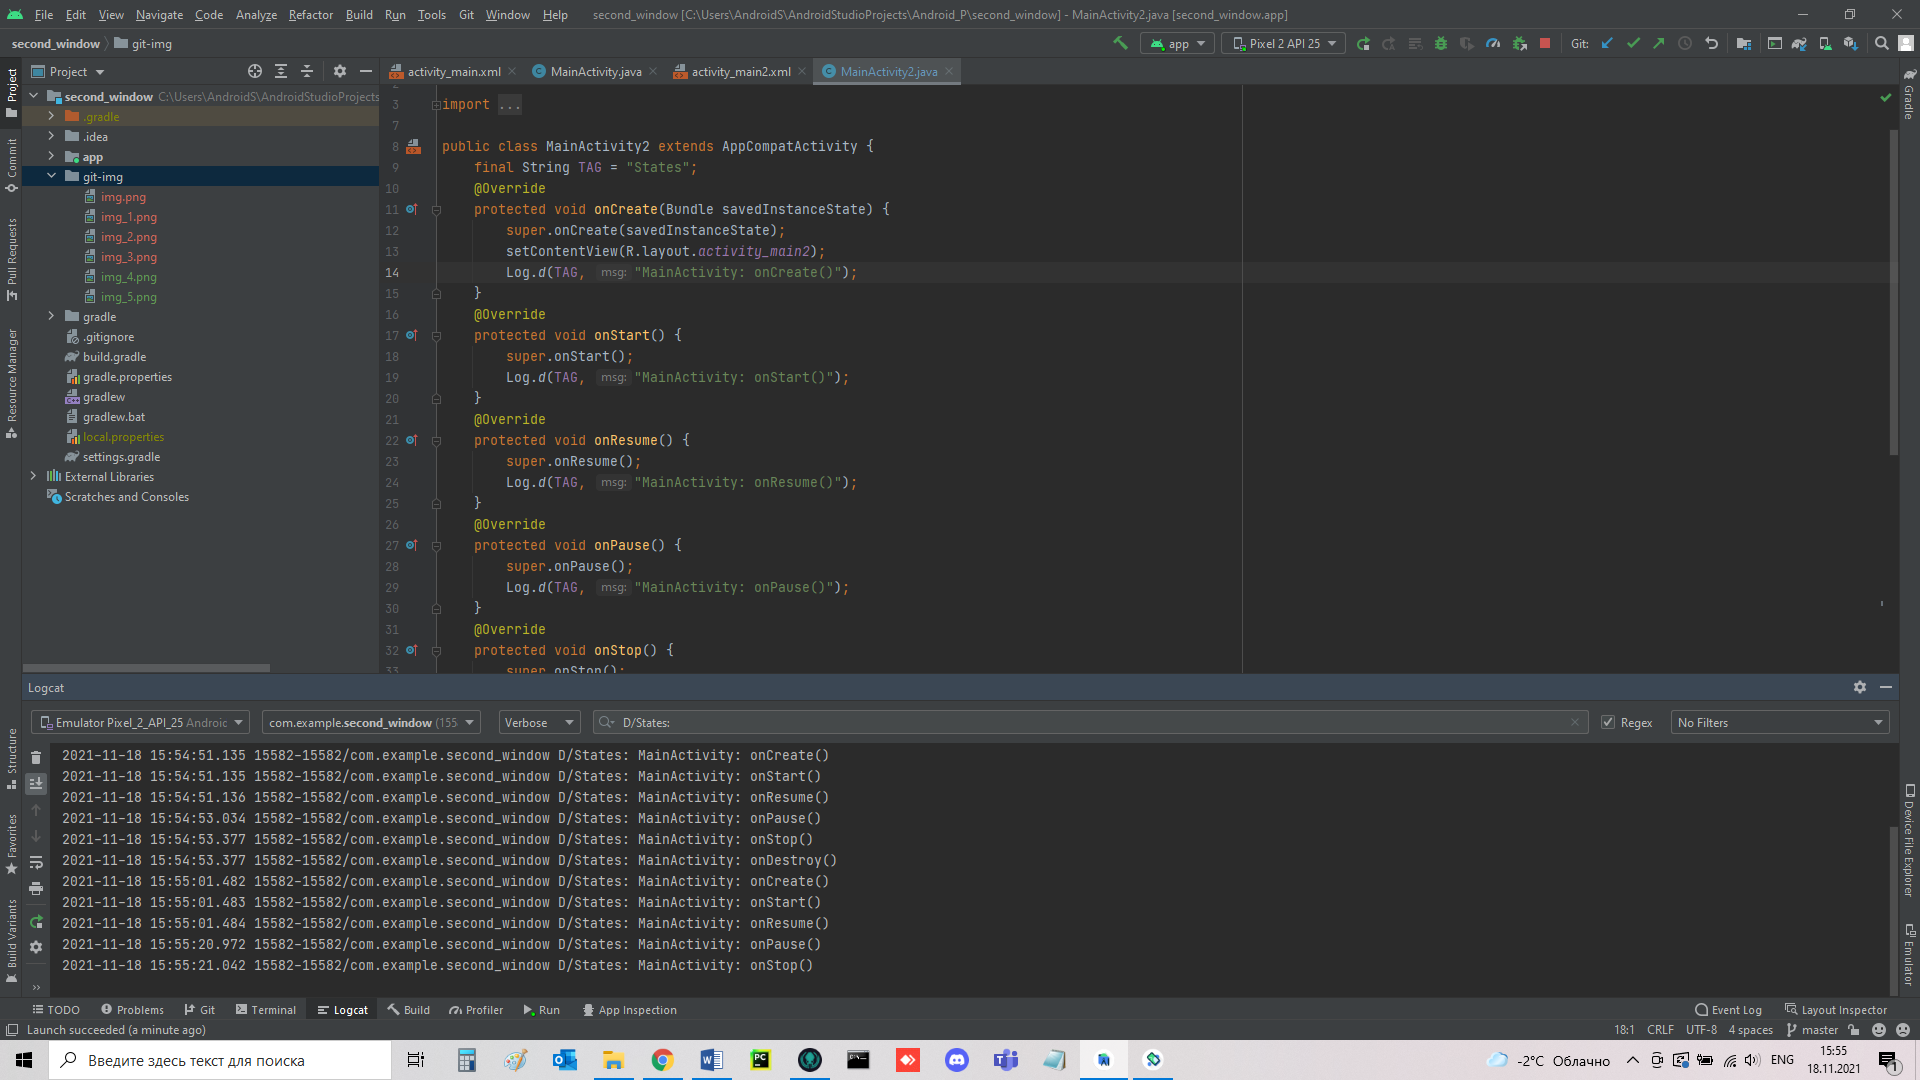 File Edit View Navigate Code Analyze Refactor Build Run Tools Git Window Help second_window [C:\Users\AndroidS\AndroidStudioProjects\Android_P\second_window] - MainActivity2.java [second_window.app]
second_window git-img app Pixel 2 API 25 Git:
Project activity_main.xml MainActivity.java activity_main2.xml MainActivity2.java
second_window C:\Users\AndroidS\AndroidStudioProjects
.gradle
.idea
app
git-img
img.png
img_1.png
img_2.png
img_3.png
img_4.png
img_5.png
gradle
.gitignore
build.gradle
gradle.properties
gradlew
gradlew.bat
local.properties
settings.gradle
External Libraries
Scratches and Consoles
Project
Commit
Pull Requests
Resource Manager
Structure
Favorites
Build Variants
3 import ...
7
8 public class MainActivity2 extends AppCompatActivity {
9 final String TAG = "States";
10 @Override
11 protected void onCreate(Bundle savedInstanceState) {
12 super.onCreate(savedInstanceState);
13 setContentView(R.layout.activity_main2);
14 Log.d(TAG, msg: "MainActivity: onCreate()");
15 }
16 @Override
17 protected void onStart() {
18 super.onStart();
19 Log.d(TAG, msg: "MainActivity: onStart()");
20 }
21 @Override
22 protected void onResume() {
23 super.onResume();
24 Log.d(TAG, msg: "MainActivity: onResume()");
25 }
26 @Override
27 protected void onPause() {
28 super.onPause();
29 Log.d(TAG, msg: "MainActivity: onPause()");
30 }
31 @Override
32 protected void onStop() {
33 super.onStop();
Gradle
Device File Explorer
Emulator
Logcat
Emulator Pixel_2_API_25 Android com.example.second_window (155 Verbose D/States: Regex No Filters
2021-11-18 15:54:51.135 15582-15582/com.example.second_window D/States: MainActivity: onCreate()
2021-11-18 15:54:51.135 15582-15582/com.example.second_window D/States: MainActivity: onStart()
2021-11-18 15:54:51.136 15582-15582/com.example.second_window D/States: MainActivity: onResume()
2021-11-18 15:54:53.034 15582-15582/com.example.second_window D/States: MainActivity: onPause()
2021-11-18 15:54:53.377 15582-15582/com.example.second_window D/States: MainActivity: onStop()
2021-11-18 15:54:53.377 15582-15582/com.example.second_window D/States: MainActivity: onDestroy()
2021-11-18 15:55:01.482 15582-15582/com.example.second_window D/States: MainActivity: onCreate()
2021-11-18 15:55:01.483 15582-15582/com.example.second_window D/States: MainActivity: onStart()
2021-11-18 15:55:01.484 15582-15582/com.example.second_window D/States: MainActivity: onResume()
2021-11-18 15:55:20.972 15582-15582/com.example.second_window D/States: MainActivity: onPause()
2021-11-18 15:55:21.042 15582-15582/com.example.second_window D/States: MainActivity: onStop()
TODO Problems Git Terminal Logcat Build Profiler Run App Inspection Event Log Layout Inspector
Launch succeeded (a minute ago) 18:1 CRLF UTF-8 4 spaces master
Введите здесь текст для поиска -2°C Облачно ENG 15:55
18.11.2021 1